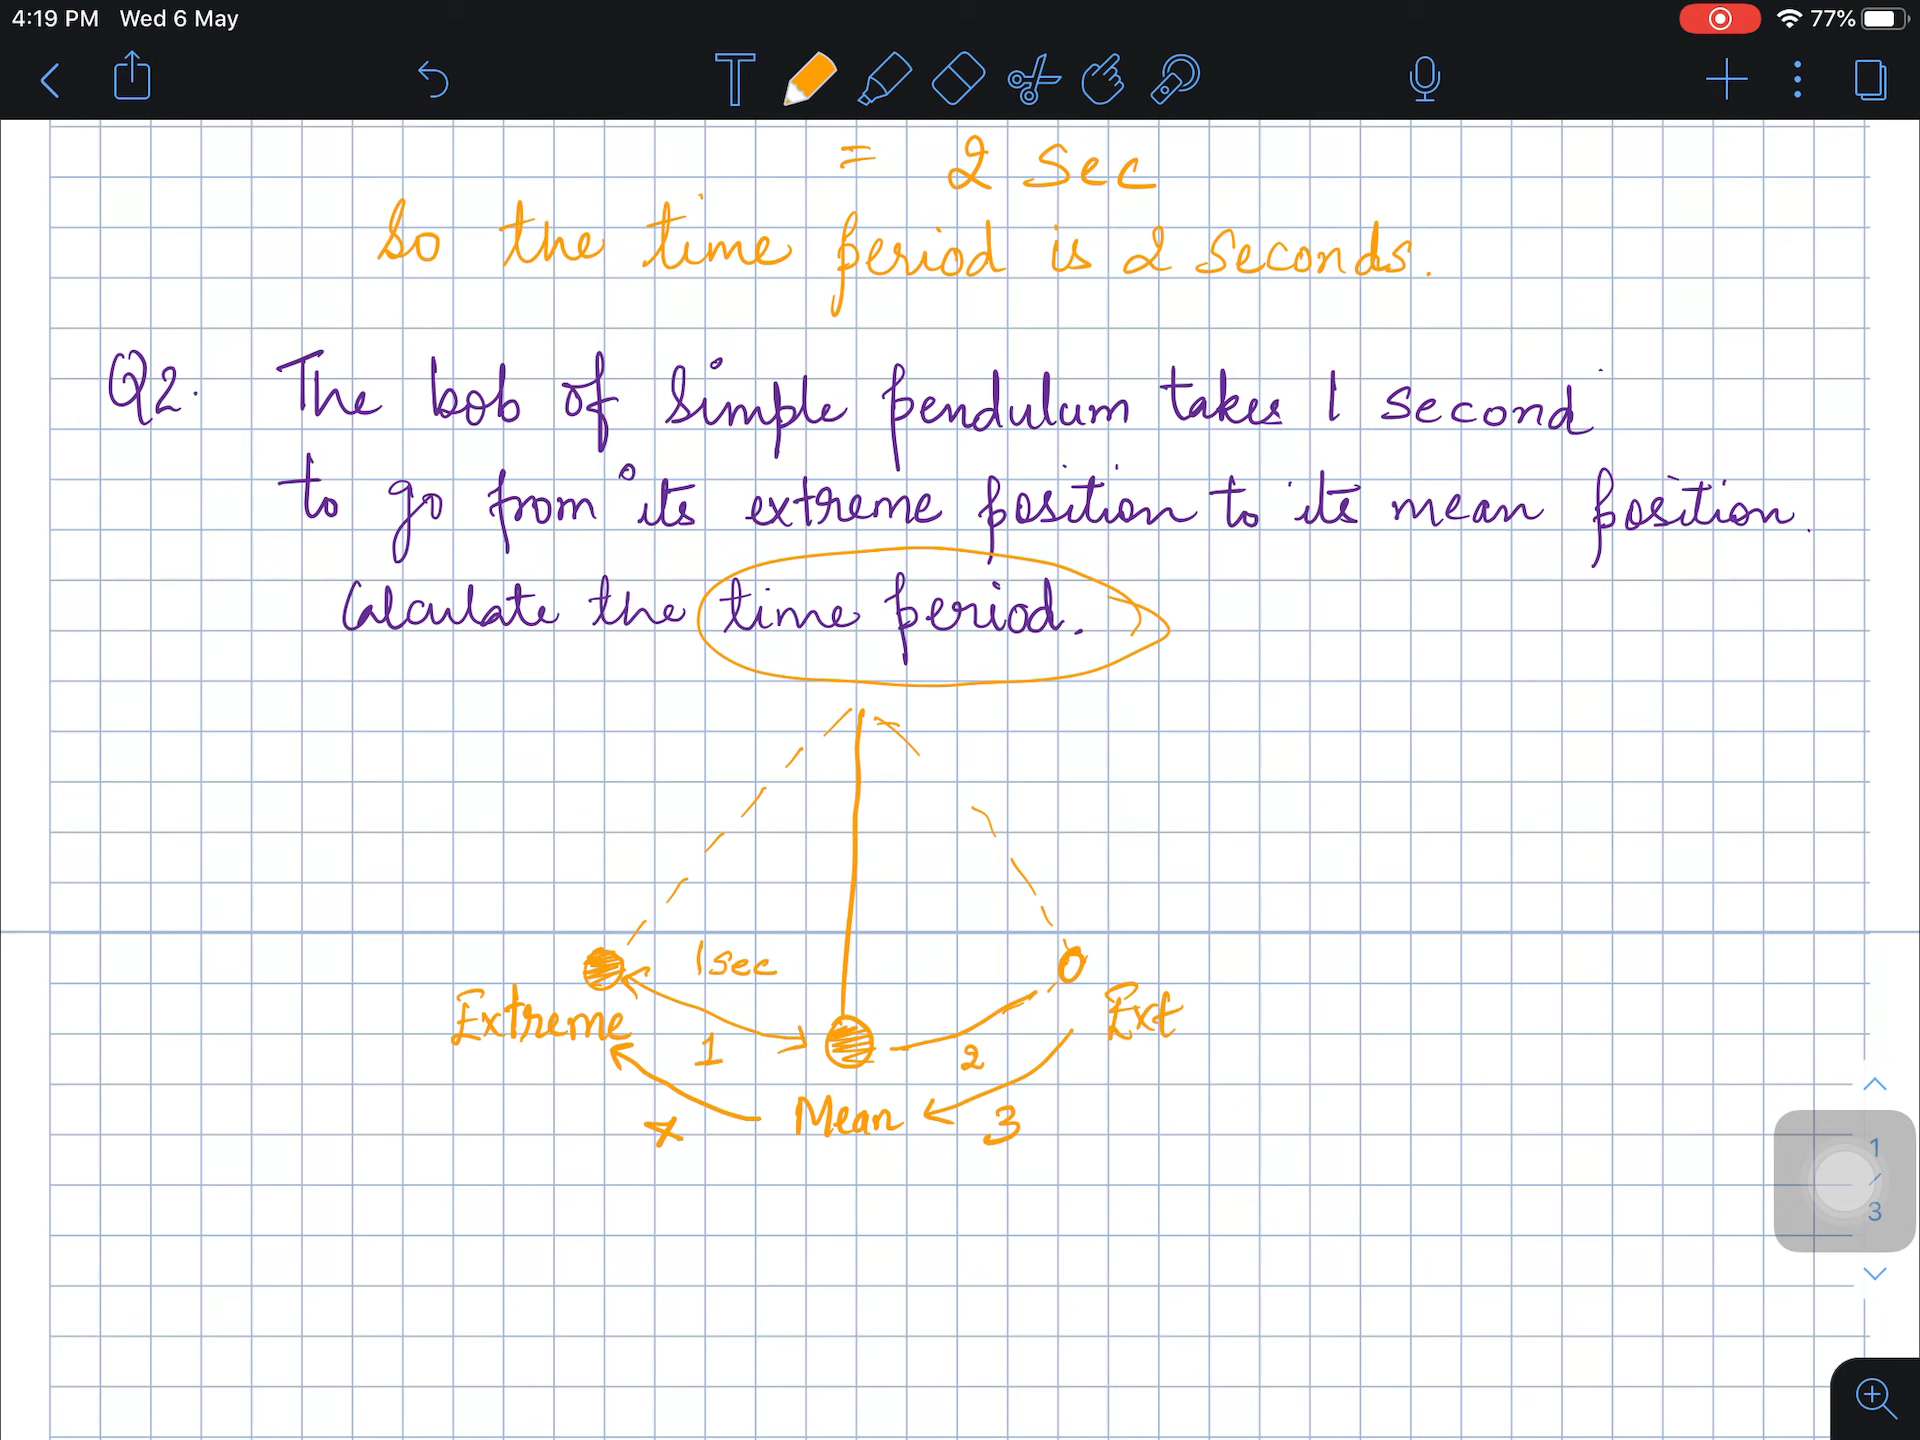 4:19 PM Wed 6 May
77%
T
= 2 Sec
So the time period is 2 seconds.
Q2. The bob of simple pendulum takes 1 second
to go from its extreme position to its mean position.
Calculate the time period.
1sec
Extreme
Ext
1
2
Mean
4
3
1
/
3